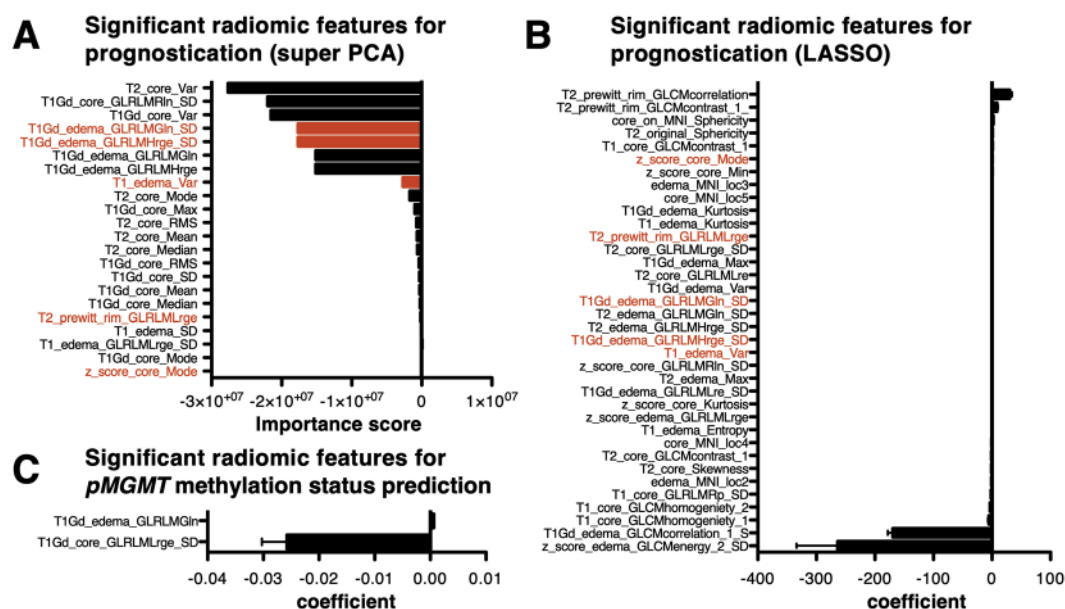 A
Significant radiomic features for
prognostication (super PCA)
T2_core_Var
T1Gd_core_GLRLMRln_SD
T1Gd_core_Var
T1Gd_edema_GLRLMGln_SD
T1Gd_edema_GLRLMHrge_SD
T1Gd_edema_GLRLMGln
T1Gd_edema_GLRLMHrge
T1_edema_Var
T2_core_Mode
T1Gd_core_Max
T2_core_RMS
T2_core_Mean
T2_core_Median
T1Gd_core_RMS
T1Gd_core_SD
T1Gd_core_Mean
T1Gd_core_Median
T2_prewitt_rim_GLRLMLrge
T1_edema_SD
T1_edema_GLRLMLrge_SD
T1Gd_core_Mode
z_score_core_Mode
-3×10+07 -2×10+07 -1×10+07 0 1×1007
Importance score
B
Significant radiomic features for
prognostication (LASSO)
T2_prewitt_rim_GLCMcorrelation
T2_prewitt_rim_GLCMcontrast_1_
core_on_MNI_Sphericity
T2_original_Sphericity
T1_core_GLCMcontrast_1
z_score_core_Mode
z_score_core_Min
edema_MNI_loc3
core_MNI_loc5
T1Gd_edema_Kurtosis
T1_edema_Kurtosis
T2_prewitt_rim_GLRLMLrge
T2_core_GLRLMLrge_SD
T1Gd_edema_Max
T2_core_GLRLMLre
T1Gd_edema_Var
T1Gd_edema_GLRLMGln_SD
T2_edema_GLRLMGln_SD
T2_edema_GLRLMHrge_SD
T1Gd_edema_GLRLMHrge_SD
T1_edema_Var
z_score_core_GLRLMRln_SD
T2_edema_Max
T1Gd_edema_GLRLMLre_SD
z_score_core_Kurtosis
z_score_edema_GLRLMLrge
T1_edema_Entropy
core_MNI_loc4
T2_core_GLCMcontrast_1
T2_core_Skewness
edema_MNI_loc2
T1_core_GLRLMRp_SD
T1_core_GLCMhomogeniety_2
T1_core_GLCMhomogeniety_1
T1Gd_edema_GLCMcorrelation_1_S
z_score_edema_GLCMenergy_2_SD
-400 -300 -200 -100 0 100
coefficient
C
Significant radiomic features for
pMGMT methylation status prediction
T1Gd_edema_GLRLMGln
T1Gd_core_GLRLMLrge_SD
-0.04 -0.03 -0.02 -0.01 0.00 0.01
coefficient